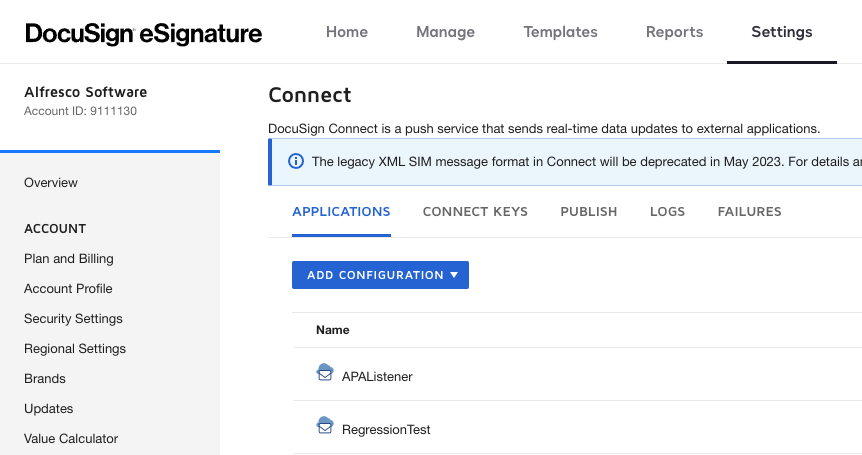 DocuSign eSignature
Home Manage Templates Reports Settings
Alfresco Software
Account ID: 9111130
Overview
ACCOUNT
Plan and Billing
Account Profile
Security Settings
Regional Settings
Brands
Updates
Value Calculator
Connect
DocuSign Connect is a push service that sends real-time data updates to external applications.
The legacy XML SIM message format in Connect will be deprecated in May 2023. For details
APPLICATIONS CONNECT KEYS PUBLISH LOGS FAILURES
ADD CONFIGURATION
Name
APAListener
RegressionTest